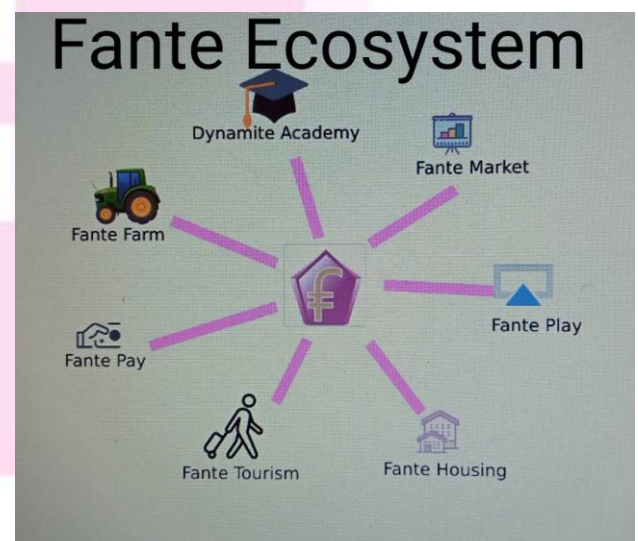 Fante Ecosystem
Dynamite Academy
Fante Market
Fante Farm
Fante Play
Fante Pay
Fante Tourism
Fante Housing